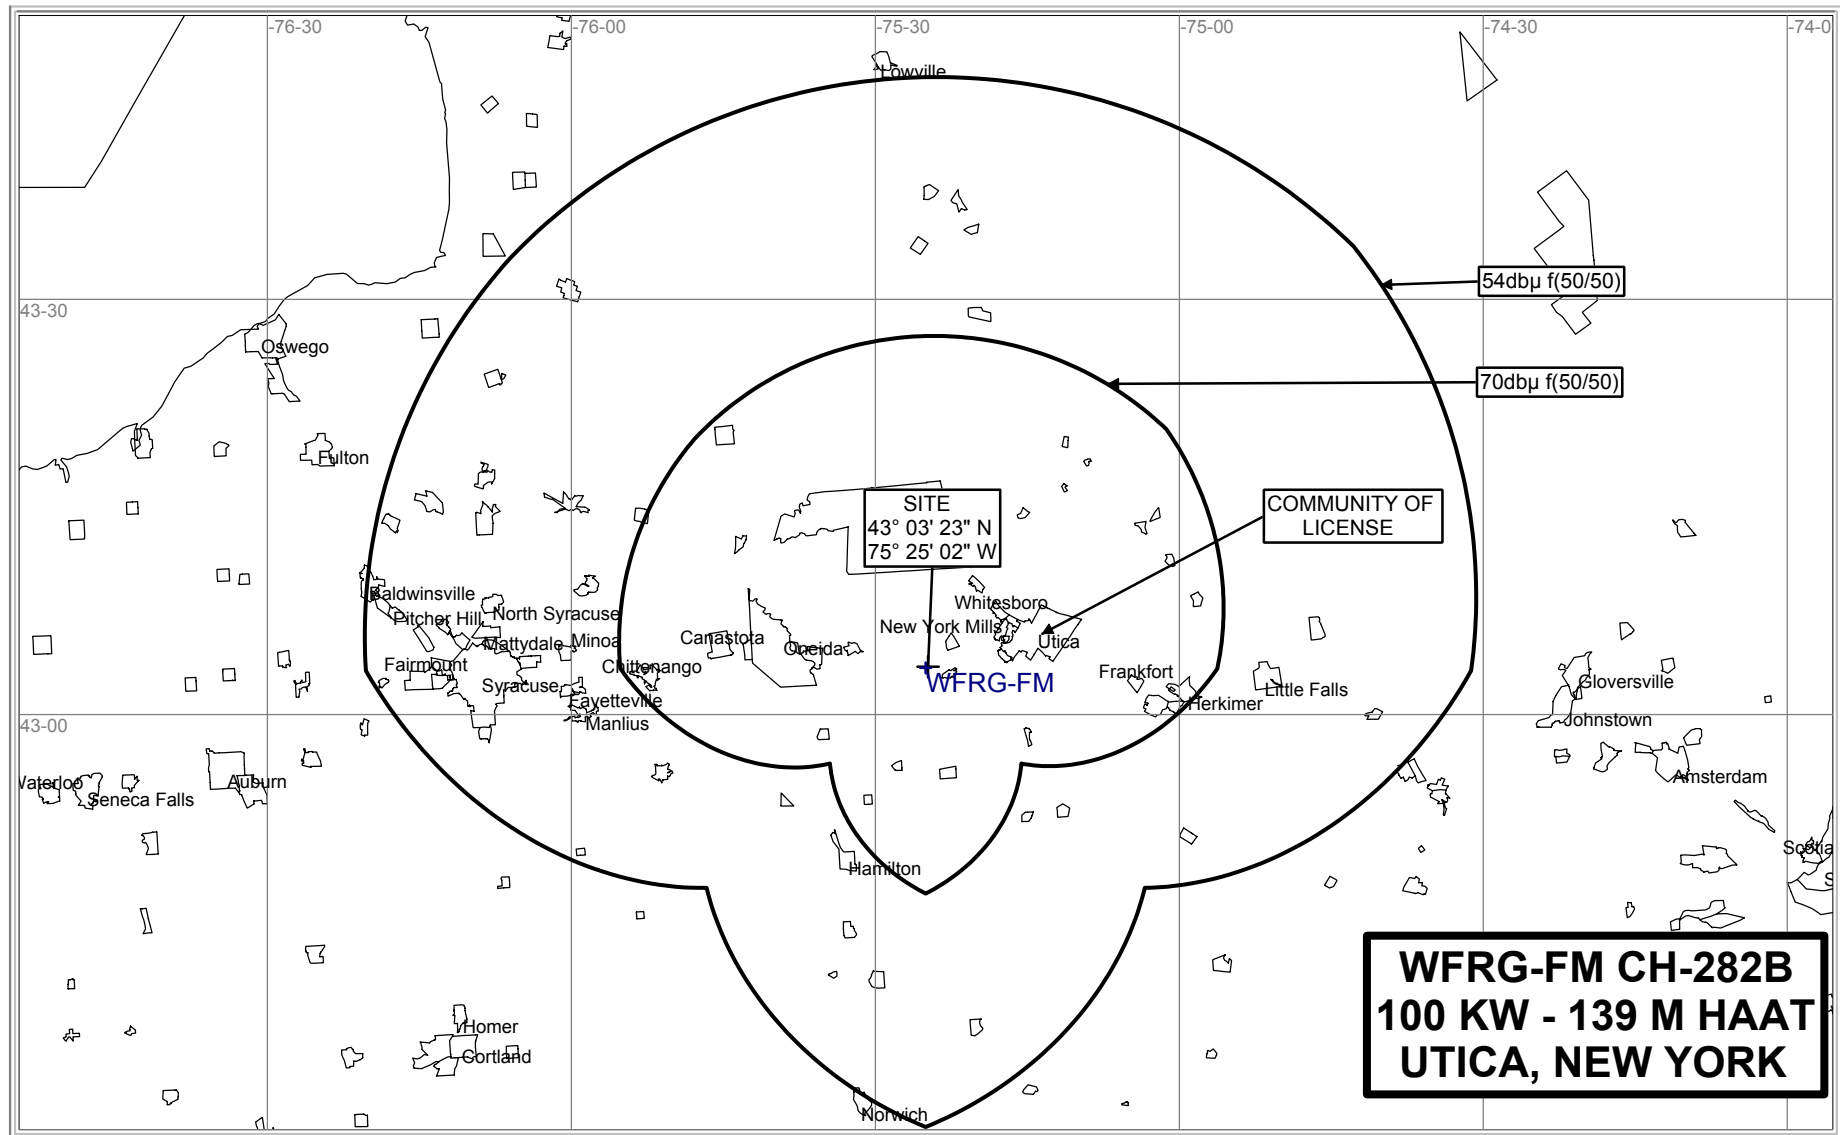 -76-30
-76-00
-75-30
-75-00
-74-30
Lowville
54dbµ f(50/50)
43-30
Oswego
70dbµ f(50/50)
Fulton
SITE
43° 03' 23" N
75° 25' 02" W
COMMUNITY OF
LICENSE
Baldwinsville
North Syracuse
Pitcher Hill
Mattydale
Minoa
Whitesboro
New York Mills
Utica
Canastota
Oneida
Fairmount
Chittenango
Syracuse
Fayetteville
Manlius
WFRG-FM
Frankfort
Herkimer
Little Falls
Gloversville
Johnstown
43-00
Waterloo
Seneca Falls
Auburn
Amsterdam
Hamilton
Homer
Cortland
Norwich
WFRG-FM CH-282B
100 KW - 139 M HAAT
UTICA, NEW YORK